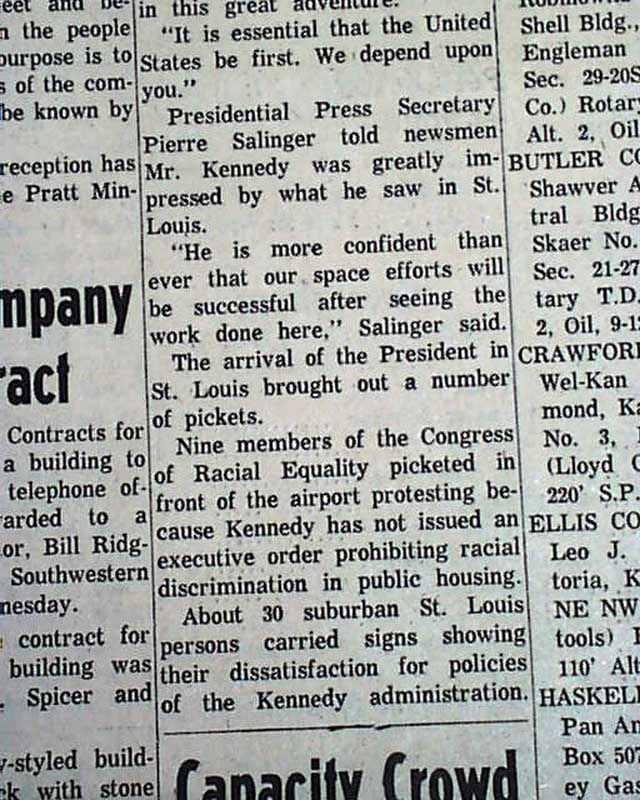 eet and be-
n the people
purpose is to
s of the com-
be known by
reception has
e Pratt Min-
mpany
ract
Contracts for
a building to
telephone of-
arded to a
or, Bill Ridg-
Southwestern
nesday.
contract for
building was
. Spicer and
y-styled build-
k with stone
in this great adventure.
"It is essential that the United
States be first. We depend upon
you."
Presidential Press Secretary
Pierre Salinger told newsmen
Mr. Kennedy was greatly im-
pressed by what he saw in St.
Louis.
"He is more confident than
ever that our space efforts will
be successful after seeing the
work done here," Salinger said.
The arrival of the President in
St. Louis brought out a number
of pickets.
Nine members of the Congress
of Racial Equality picketed in
front of the airport protesting be-
cause Kennedy has not issued an
executive order prohibiting racial
discrimination in public housing.
About 30 suburban St. Louis
persons carried signs showing
their dissatisfaction for policies
of the Kennedy administration.
Capacity Crowd
Shell Bldg.,
Engleman
Sec. 29-20S
Co.) Rotar
Alt. 2, Oil
BUTLER CO
Shawver A
tral Bldg
Skaer No.
Sec. 21-27
tary T.D.
2, Oil, 9-12
CRAWFORD
Wel-Kan
mond, Ka
No. 3,
(Lloyd C
220' S.P.
ELLIS CO
Leo J.
toria, K
NE NW
tools)
110' Alt
HASKELL
Pan Am
Box 507
ey Gas